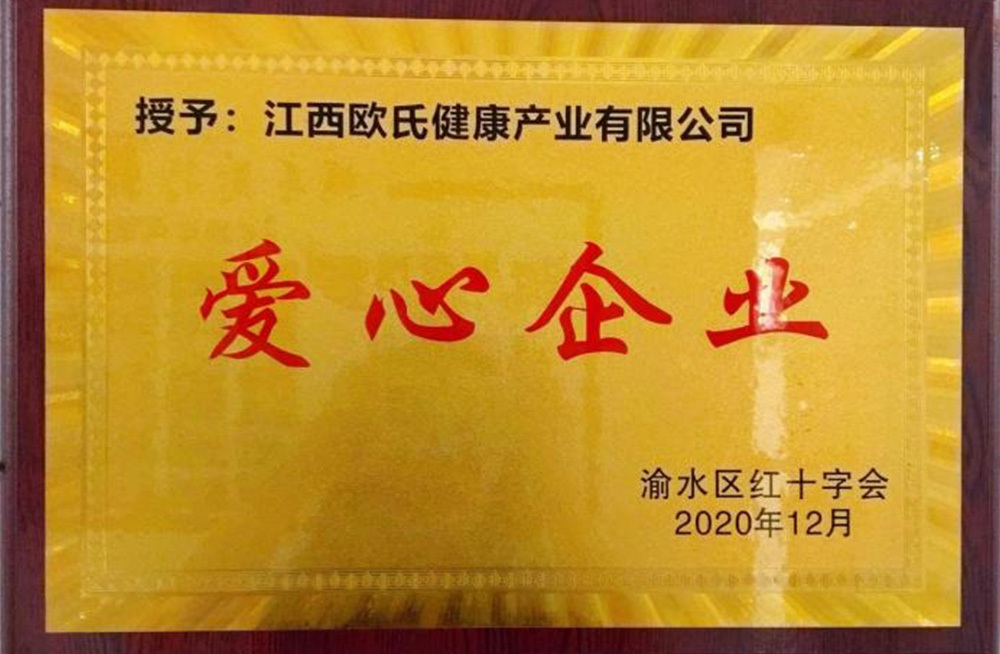 授予：江西欧氏健康产业有限公司
爱心企业
渝水区红十字会
2020年12月